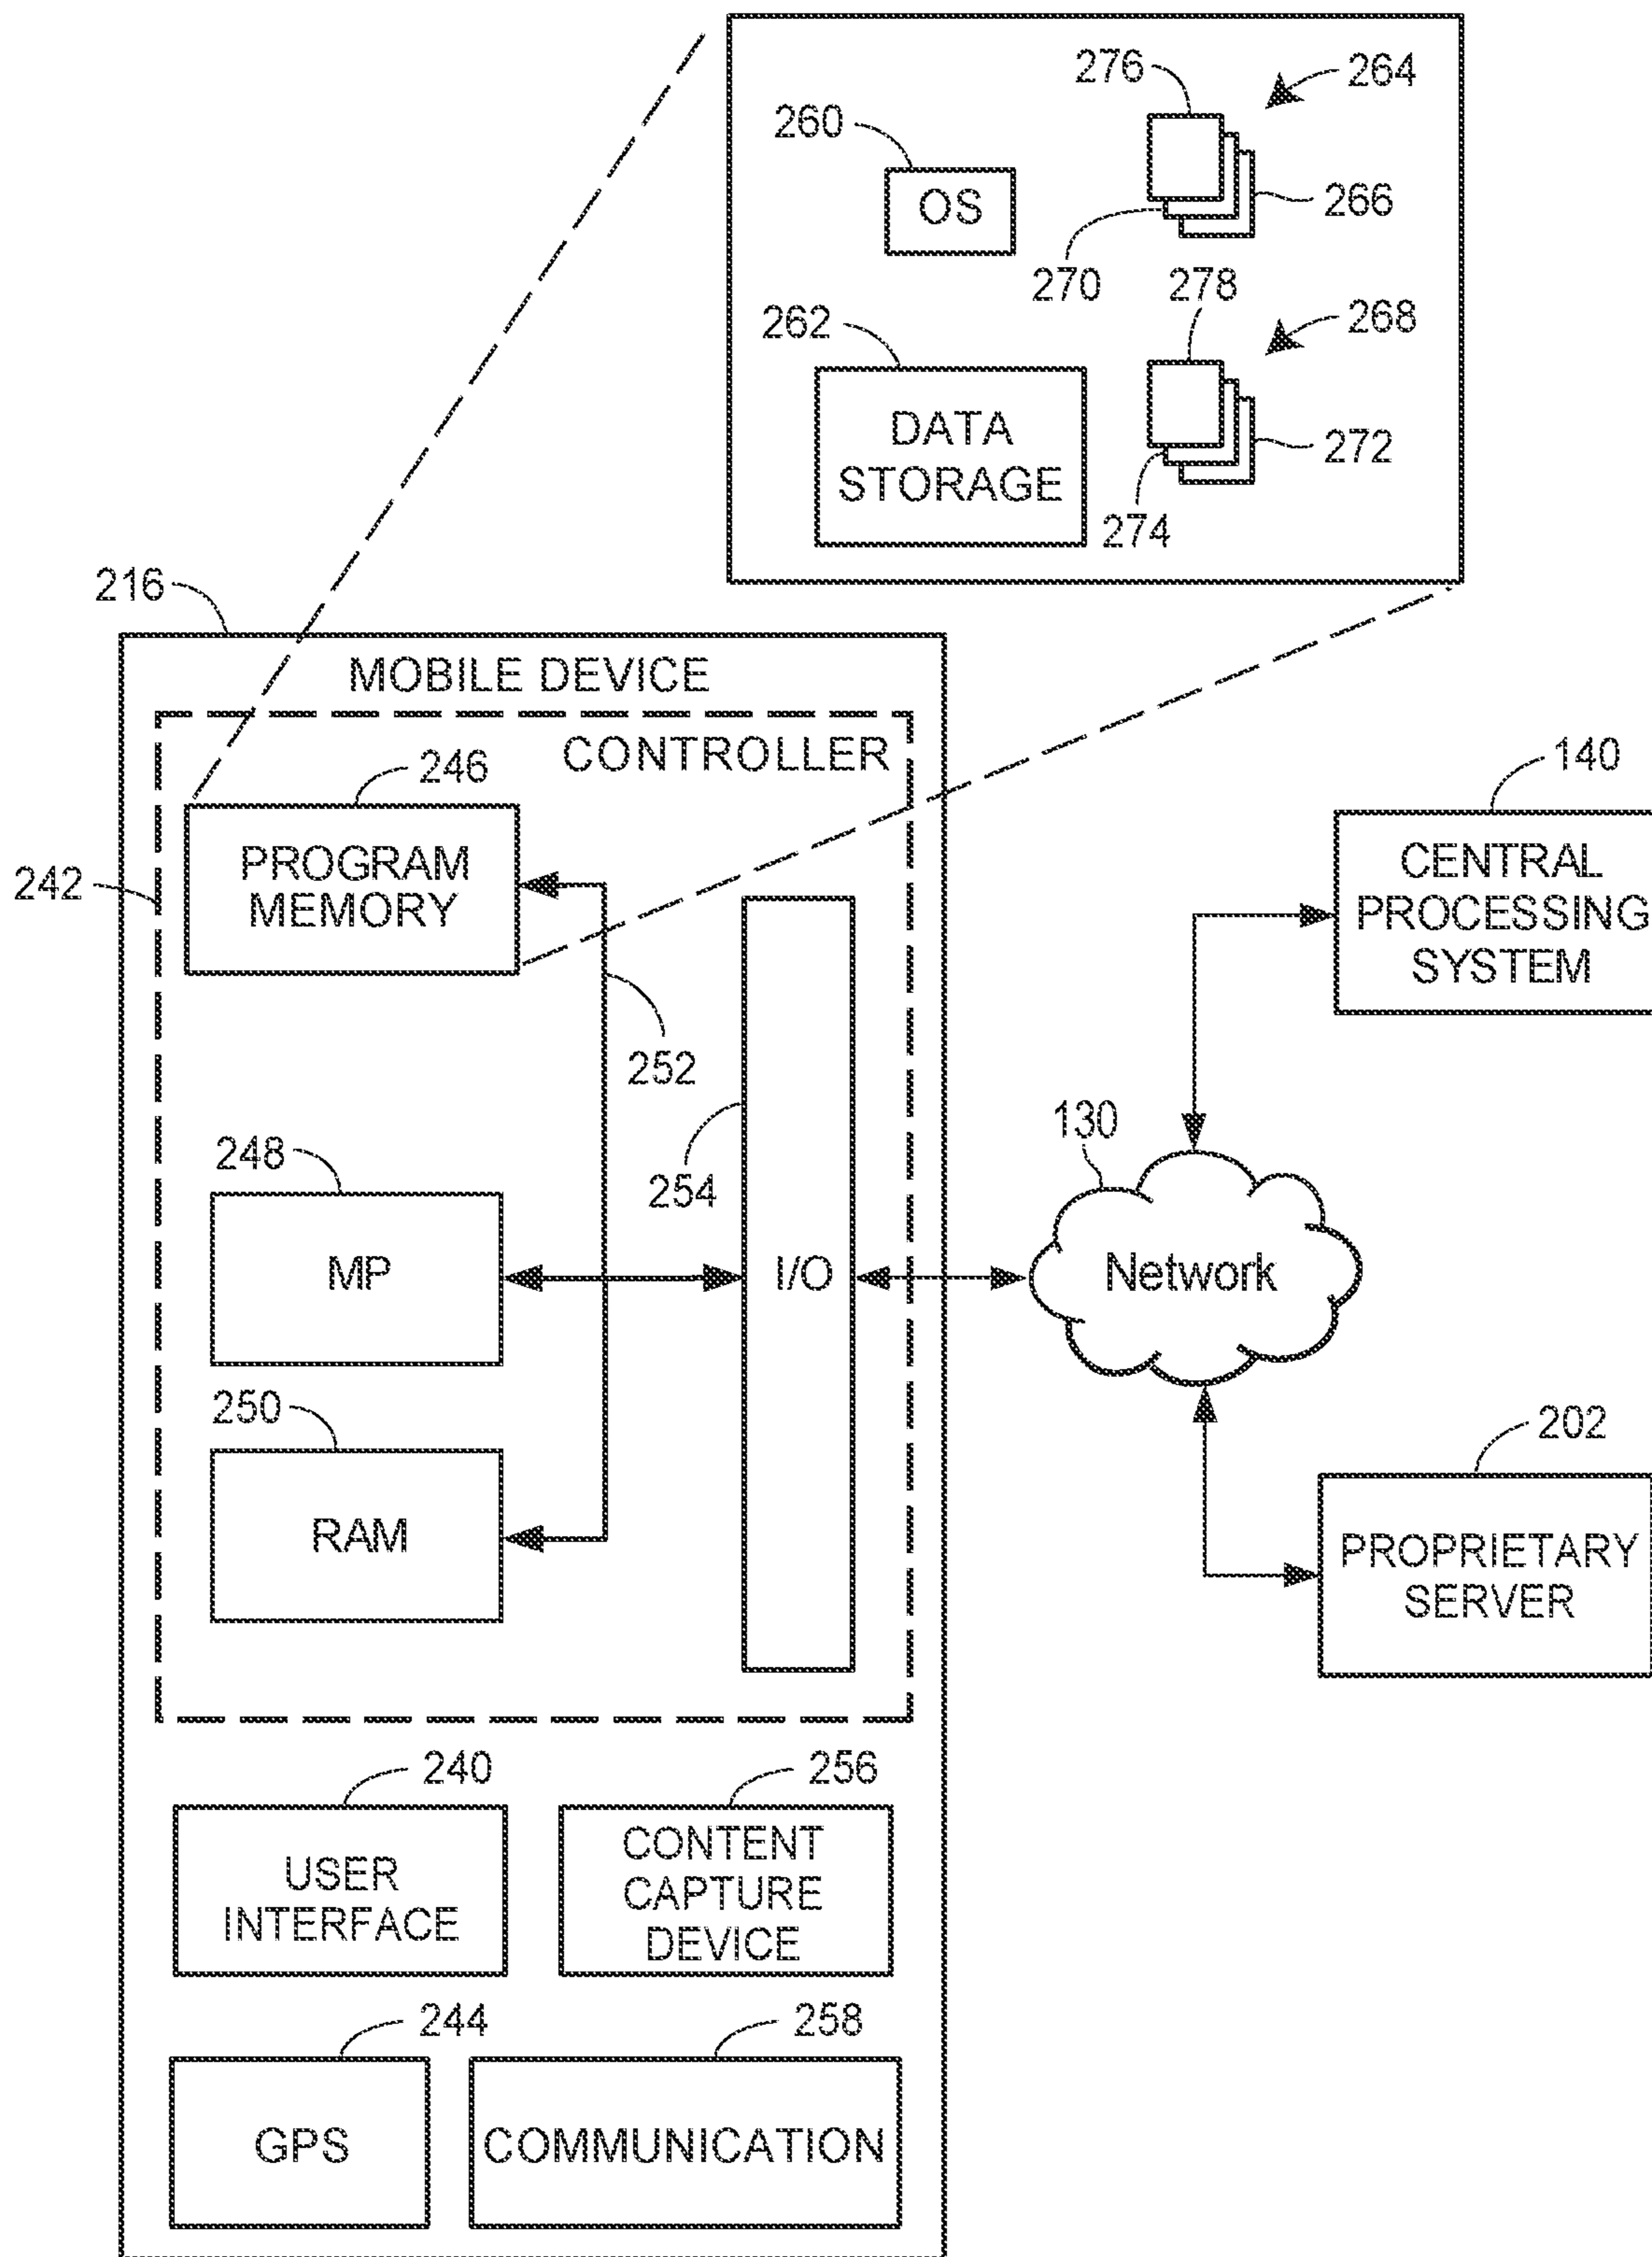 276
264
260
OS
266
270
278
262
268
DATA
STORAGE
272
274
216
MOBILE DEVICE
CONTROLLER
246
140
PROGRAM
MEMORY
242
CENTRAL
PROCESSING
SYSTEM
252
130
248
254
MP
I/O
Network
250
202
RAM
PROPRIETARY
SERVER
240
256
USER
INTERFACE
CONTENT
CAPTURE
DEVICE
244
258
GPS
COMMUNICATION